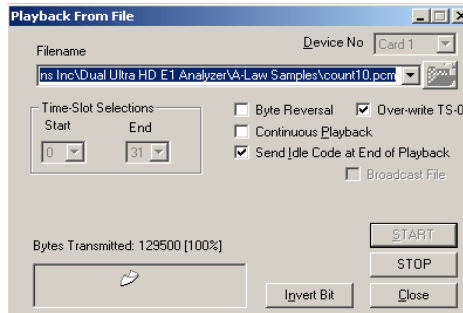 Playback From File
Device No Card 1
Filename
ns Inc\Dual Ultra HD E1 Analyzer\A-Law Samples\count10.pcm
Time-Slot Selections
Start End
0 31
Byte Reversal Over-write TS-0
Continuous Playback
Send Idle Code at End of Playback
Broadcast File
START
Bytes Transmitted: 129500 [100%]
STOP
Invert Bit Close